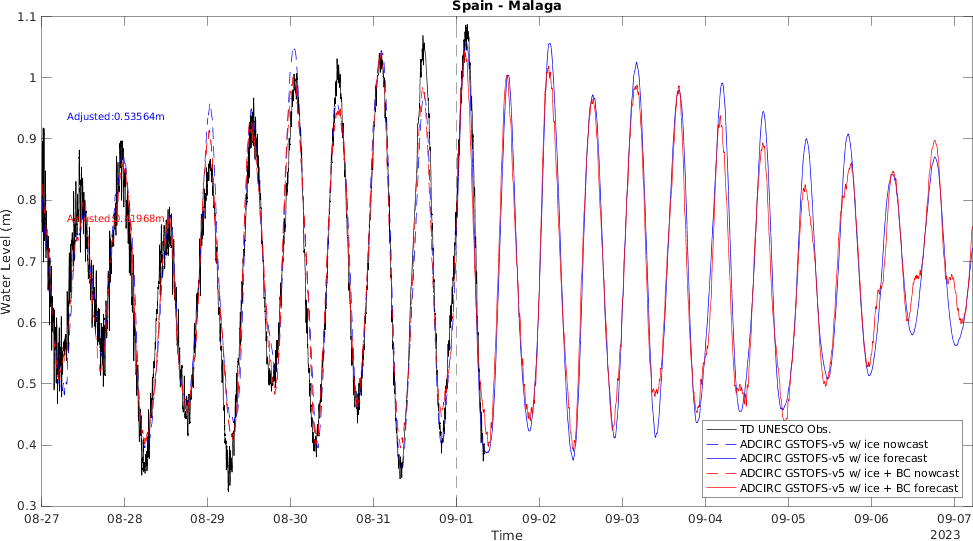 Spain - Malaga
1.1
1
0.9
0.8
0.7
0.6
0.5
0.4
0.3
Water Level (m)
Adjusted:0.53564m
Adjusted:0.41968m
TD UNESCO Obs.
ADCIRC GSTOFS-v5 w/ ice nowcast
ADCIRC GSTOFS-v5 w/ ice forecast
ADCIRC GSTOFS-v5 w/ ice + BC nowcast
ADCIRC GSTOFS-v5 w/ ice + BC forecast
08-27 08-28 08-29 08-30 08-31 09-01 09-02 09-03 09-04 09-05 09-06 09-07
Time
2023